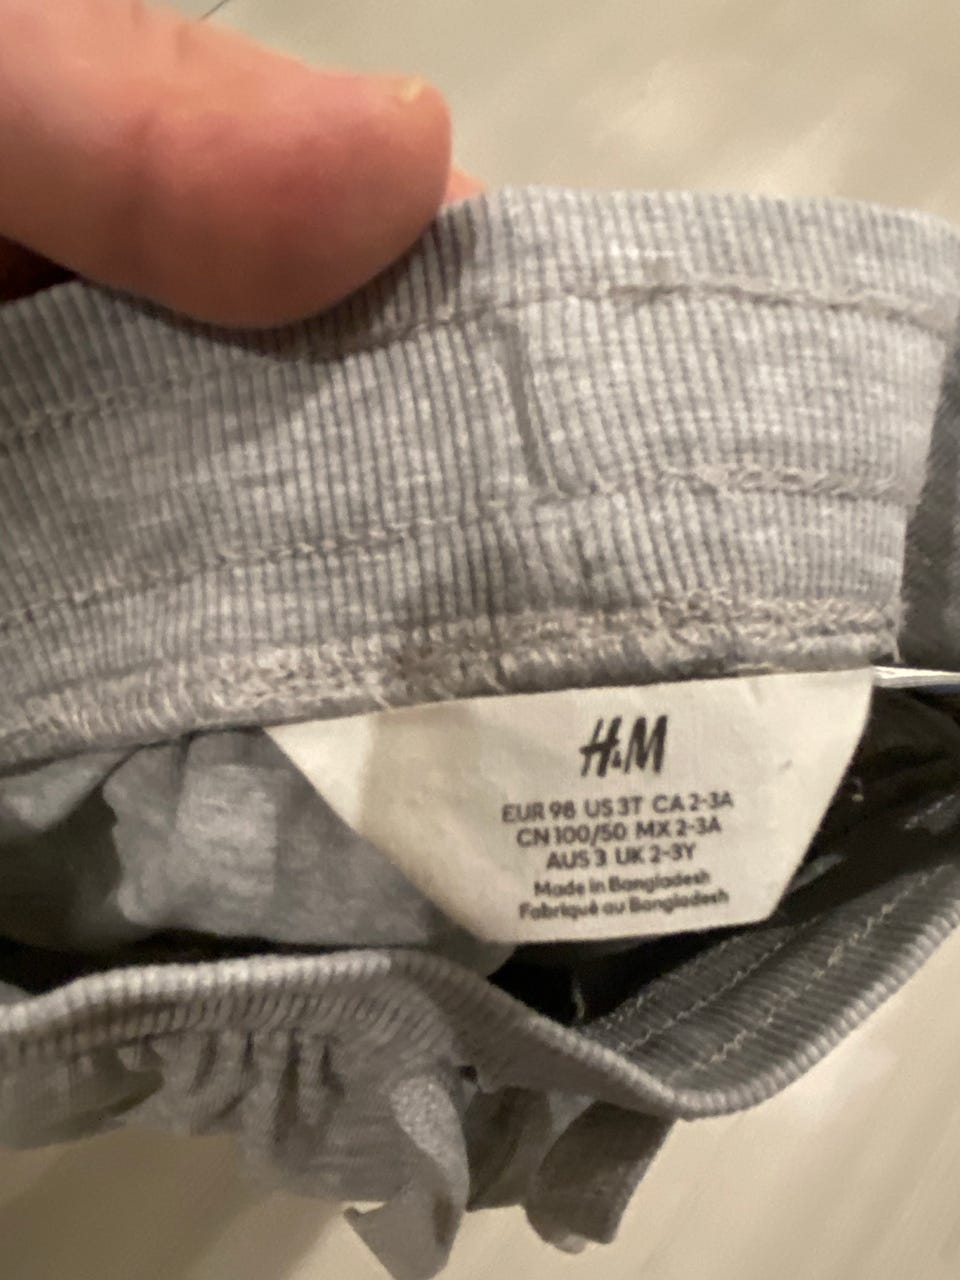 H&M
EUR 98 US 3T CA 2-3A
CN 100/50 MX 2-3A
AUS 3 UK 2-3Y
Made in Bangladesh
Fabriqué au Bangladesh